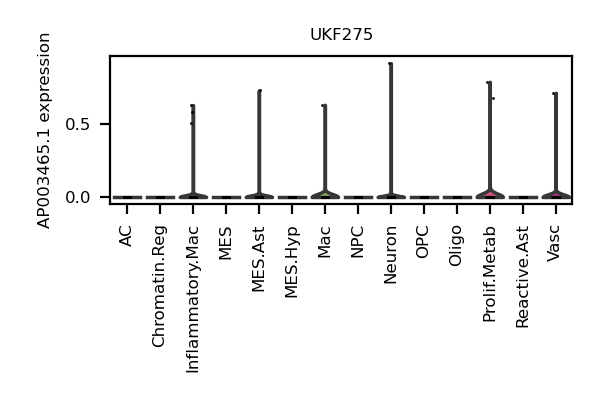 UKF275
AP003465.1 expression
0.5
0.0
AC
Chromatin.Reg
Inflammatory.Mac
MES
MES.Ast
MES.Hyp
Mac
NPC
Neuron
OPC
Oligo
Prolif.Metab
Reactive.Ast
Vasc